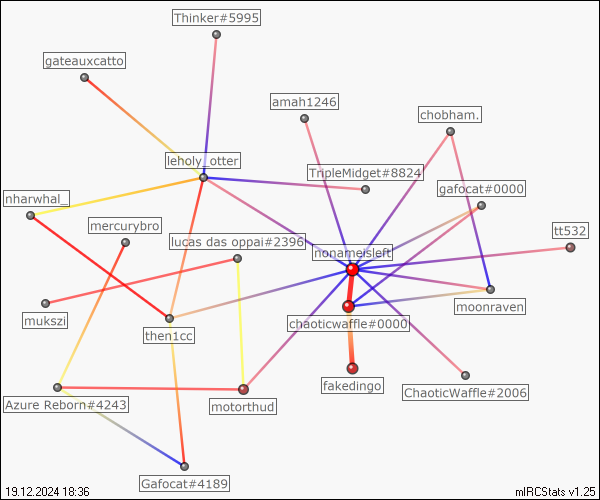 Thinker#5995
gateauxcatto
amah1246
chobham.
leholy_otter
TripleMidget#8824
gafocat#0000
nharwhal_
mercurybro
tt532
lucas das oppai#2396
nonameisleft
moonraven
mukszi
chaoticwaffle#0000
then1cc
fakedingo
ChaoticWaffle#2006
Azure Reborn#4243
motorthud
Gafocat#4189
19.12.2024 18:36
mIRCStats v1.25